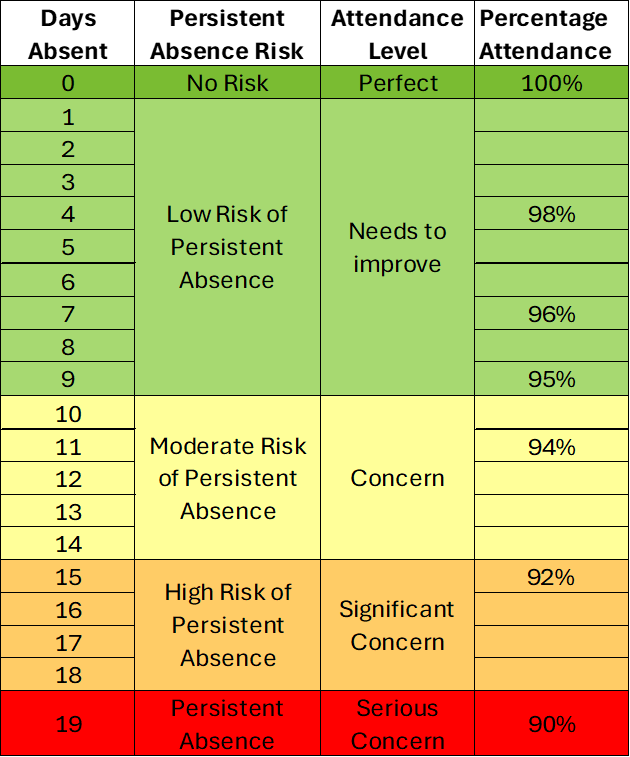 Days Absent Persistent Absence Risk Attendance Level Percentage Attendance
0 No Risk Perfect 100%
1
2
3
4 98%
Low Risk of Persistent Absence
Needs to improve
5
6
7 96%
8
9 95%
10
11 94%
Moderate Risk of Persistent Absence
Concern
12
13
14
15 92%
High Risk of Persistent Absence
Significant Concern
16
17
18
19 Persistent Absence Serious Concern 90%